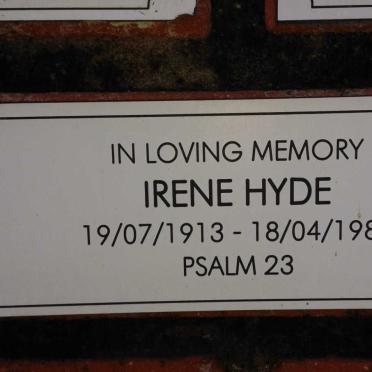 IN LOVING MEMORY
IRENE HYDE
19/07/1913 - 18/04/198
PSALM 23